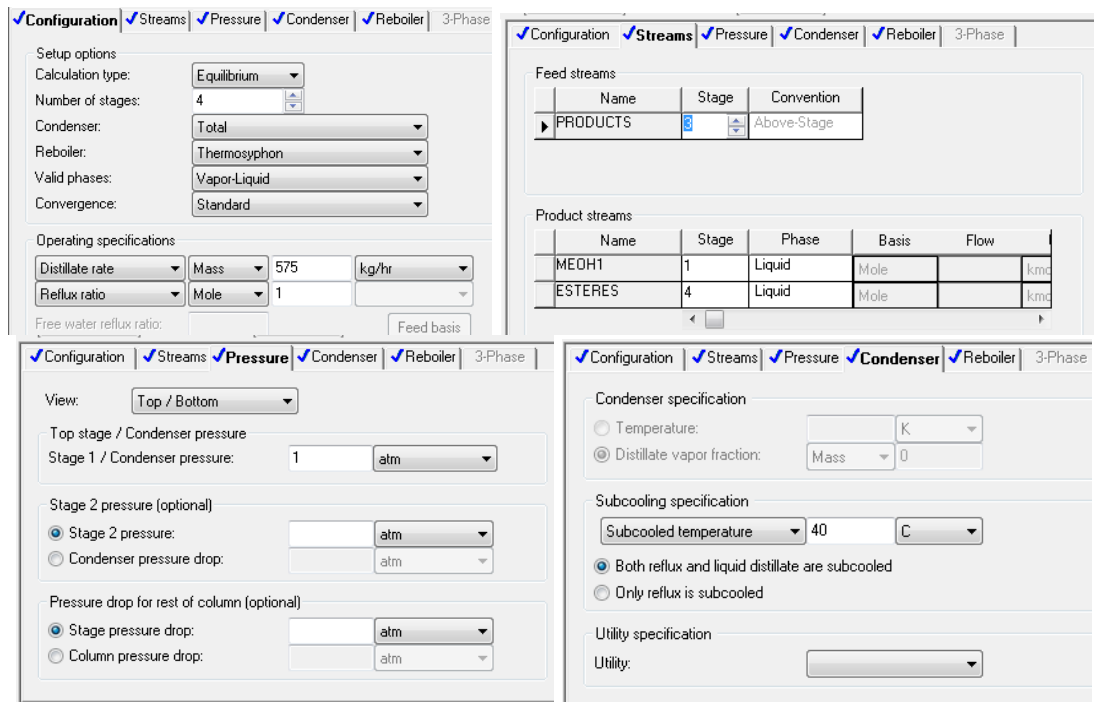 Configuration Streams Pressure Condenser Reboiler 3-Phase
Setup options
Calculation type: Equilibrium
Number of stages: 4
Condenser: Total
Reboiler: Thermosyphon
Valid phases: Vapor-Liquid
Convergence: Standard
Operating specifications
Distillate rate Mass 575 kg/hr
Reflux ratio Mole 1
Free water reflux ratio: Feed basis
Configuration Streams Pressure Condenser Reboiler 3-Phase
Feed streams
Name Stage Convention
PRODUCTS 3 Above-Stage
Product streams
Name Stage Phase Basis Flow
MEOH1 1 Liquid Mole kmo
ESTERES 4 Liquid Mole kmo
Configuration Streams Pressure Condenser Reboiler 3-Phase
View: Top / Bottom
Top stage / Condenser pressure
Stage 1 / Condenser pressure: 1 atm
Stage 2 pressure (optional)
Stage 2 pressure: atm
Condenser pressure drop: atm
Pressure drop for rest of column (optional)
Stage pressure drop: atm
Column pressure drop: atm
Configuration Streams Pressure Condenser Reboiler 3-Phase
Condenser specification
Temperature: K
Distillate vapor fraction: Mass 0
Subcooling specification
Subcooled temperature 40 C
Both reflux and liquid distillate are subcooled
Only reflux is subcooled
Utility specification
Utility: